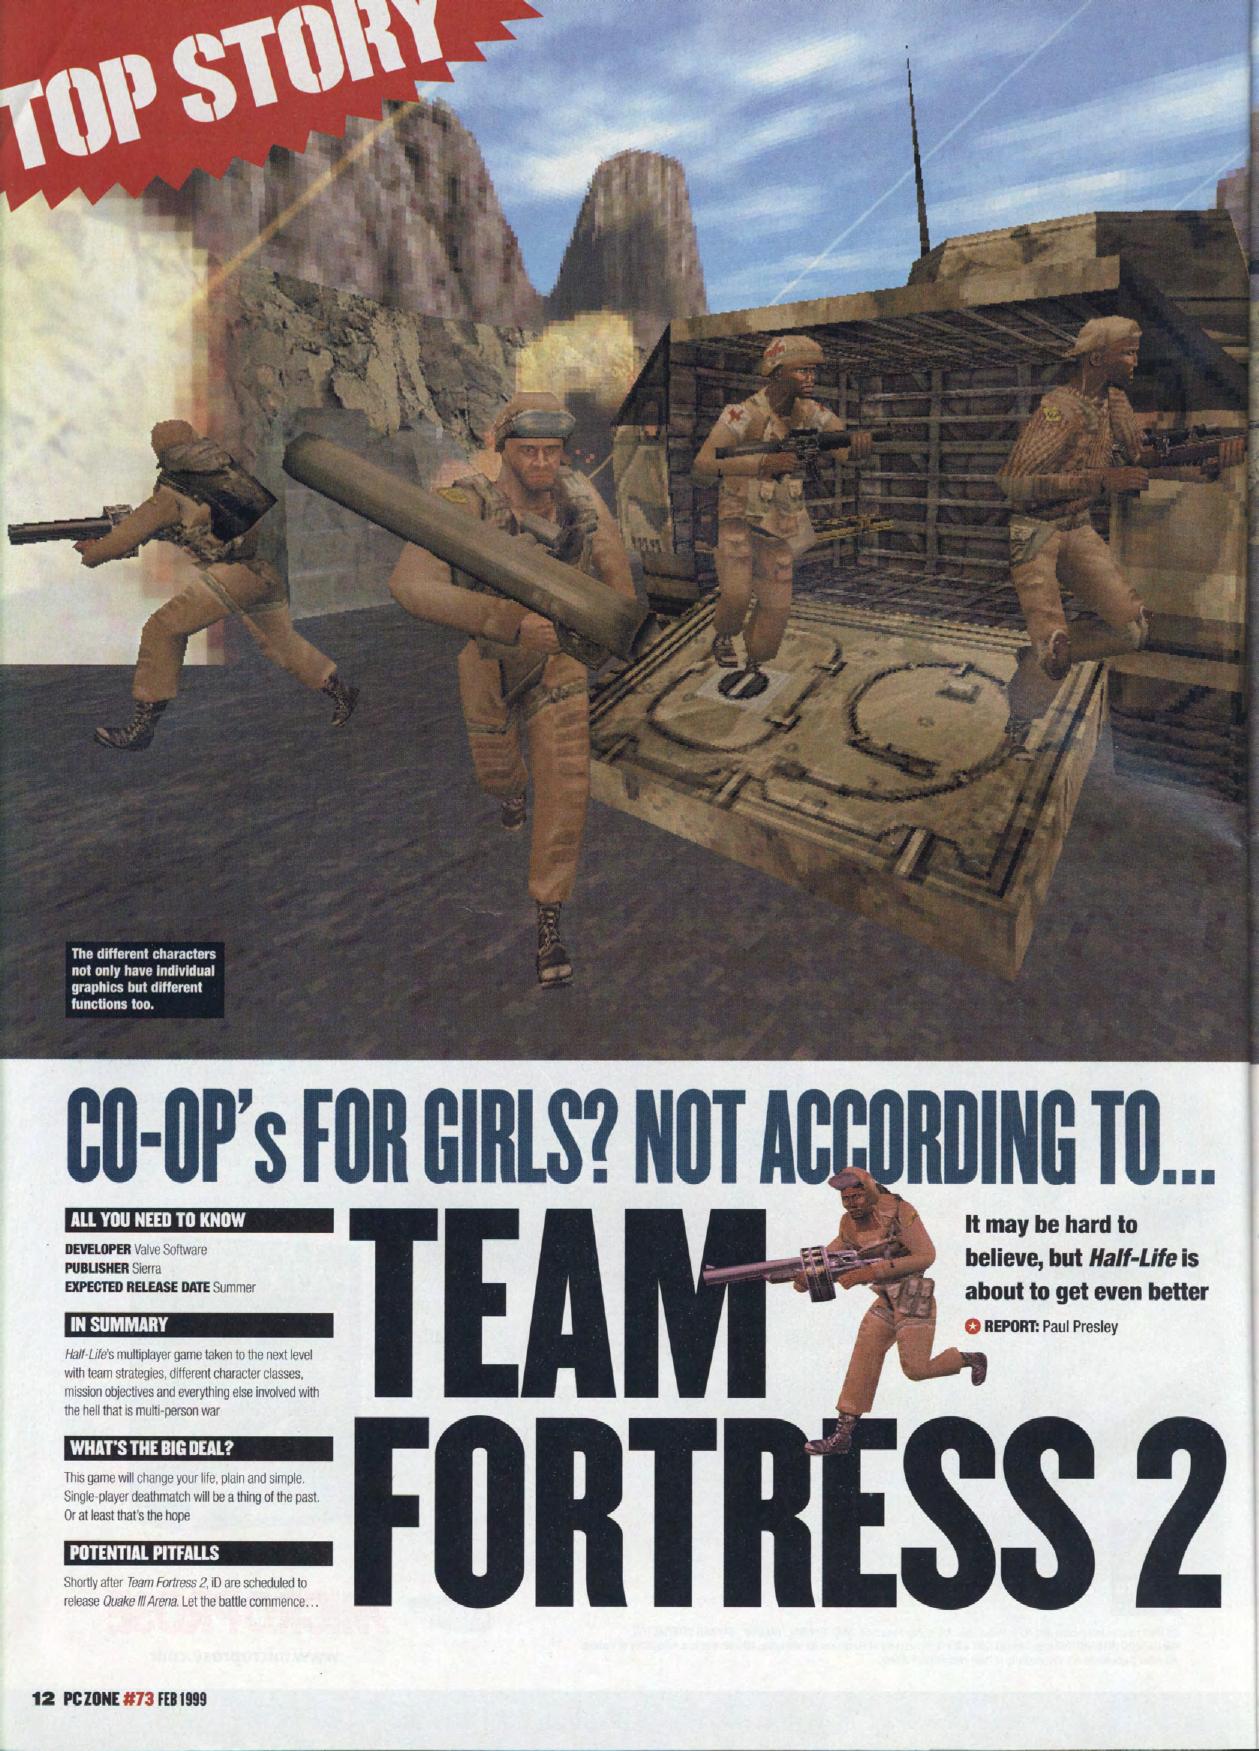 TOP STORY
The different characters
not only have individual
graphics but different
functions too.
CO-OP's FOR GIRLS? NOT ACCORDING TO...
TEAM
FORTRESS 2
It may be hard to
believe, but Half-Life is
about to get even better
REPORT: Paul Presley
ALL YOU NEED TO KNOW
DEVELOPER Valve Software
PUBLISHER Sierra
EXPECTED RELEASE DATE Summer
IN SUMMARY
Half-Life's multiplayer game taken to the next level
with team strategies, different character classes,
mission objectives and everything else involved with
the hell that is multi-person war
WHAT'S THE BIG DEAL?
This game will change your life, plain and simple.
Single-player deathmatch will be a thing of the past.
Or at least that's the hope
POTENTIAL PITFALLS
Shortly after Team Fortress 2, iD are scheduled to
release Quake III Arena. Let the battle commence...
12 PC ZONE #73 FEB 1999